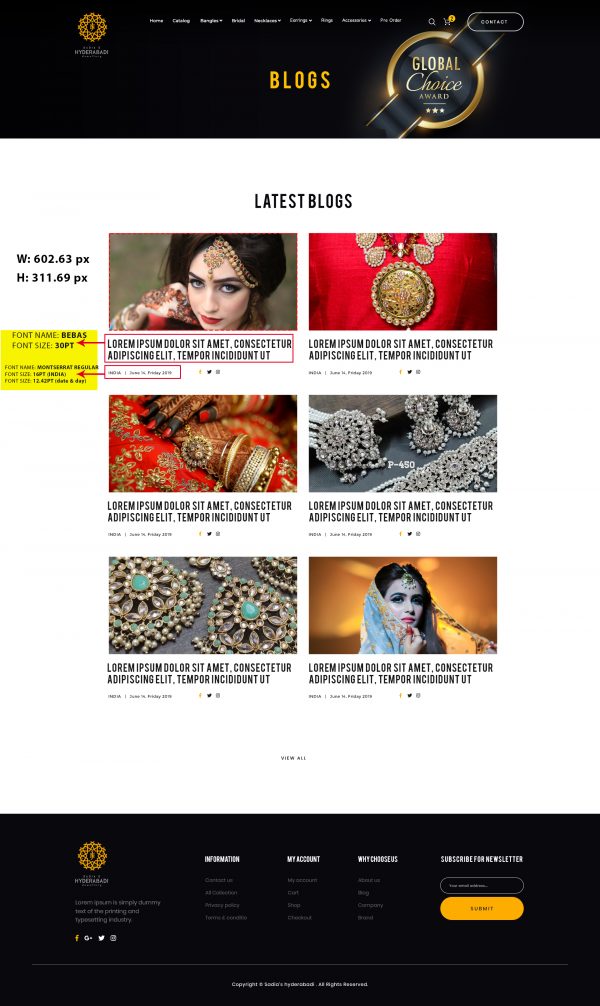 Home Catalog Bangles Bridal Necklaces Earrings Rings Accessories Pre Order
2
CONTACT
Sadia's
HYDERABADI
Jewellery
BLOGS
GLOBAL
Choice
AWARD
LATEST BLOGS
W: 602.63 px
H: 311.69 px
FONT NAME: BEBAS
FONT SIZE: 30PT
FONT NAME: MONTSERRAT REGULAR
FONT SIZE: 16PT (INDIA)
FONT SIZE: 12.42PT (date & day)
LOREM IPSUM DOLOR SIT AMET, CONSECTETUR
ADIPISCING ELIT, TEMPOR INCIDIDUNT UT
INDIA | June 14, Friday 2019
LOREM IPSUM DOLOR SIT AMET, CONSECTETUR
ADIPISCING ELIT, TEMPOR INCIDIDUNT UT
INDIA | June 14, Friday 2019
P-450
LOREM IPSUM DOLOR SIT AMET, CONSECTETUR
ADIPISCING ELIT, TEMPOR INCIDIDUNT UT
INDIA | June 14, Friday 2019
LOREM IPSUM DOLOR SIT AMET, CONSECTETUR
ADIPISCING ELIT, TEMPOR INCIDIDUNT UT
INDIA | June 14, Friday 2019
LOREM IPSUM DOLOR SIT AMET, CONSECTETUR
ADIPISCING ELIT, TEMPOR INCIDIDUNT UT
INDIA | June 14, Friday 2019
LOREM IPSUM DOLOR SIT AMET, CONSECTETUR
ADIPISCING ELIT, TEMPOR INCIDIDUNT UT
INDIA | June 14, Friday 2019
VIEW ALL
HYDERABADI
Jewellery
Lorem Ipsum is simply dummy
text of the printing and
typesetting industry.
INFORMATION
Contact us
All Collection
Privacy policy
Terms & conditio
MY ACCOUNT
My account
Cart
Shop
Checkout
WHY CHOOSE US
About us
Blog
Company
Brand
SUBSCRIBE FOR NEWSLETTER
Your email address...
SUBMIT
Copyright © Sadia's hyderabadi . All Rights Reserved.